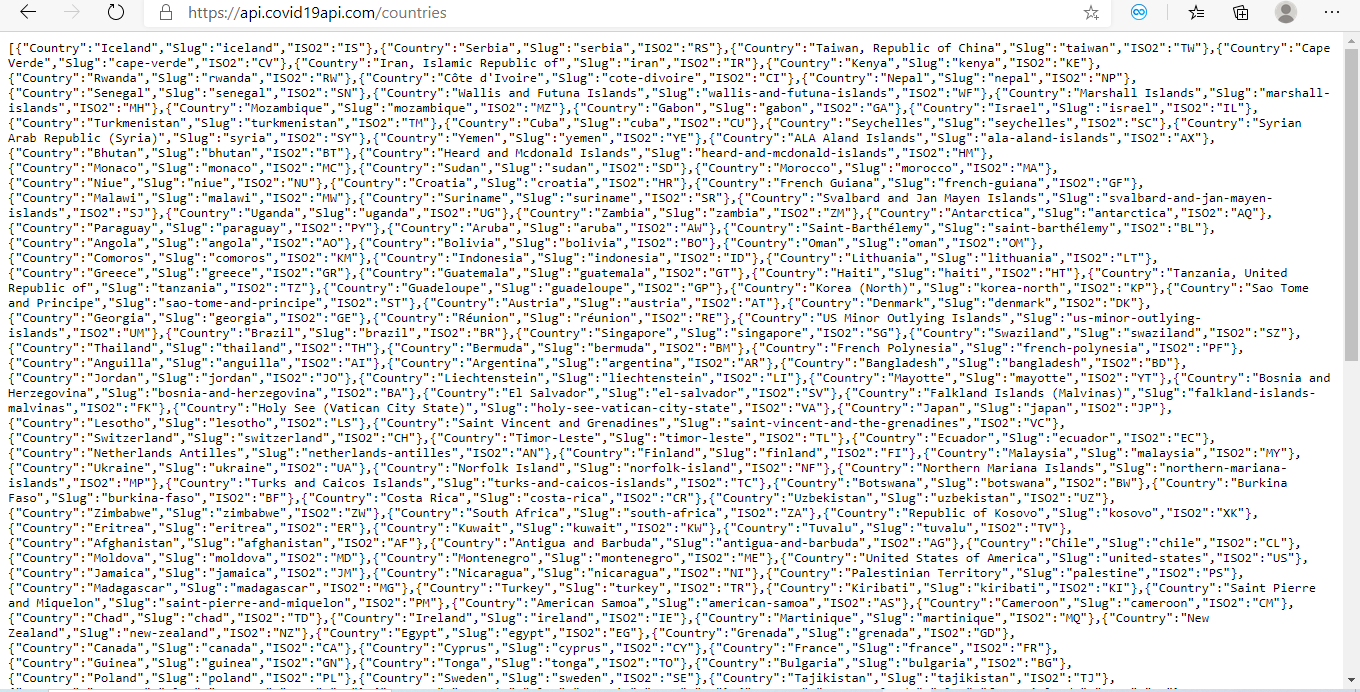 https://api.covid19api.com/countries
[{"Country":"Iceland","Slug":"iceland","ISO2":"IS"},{"Country":"Serbia","Slug":"serbia","ISO2":"RS"},{"Country":"Taiwan, Republic of China","Slug":"taiwan","ISO2":"TW"},{"Country":"Cape
Verde","Slug":"cape-verde","ISO2":"CV"},{"Country":"Iran, Islamic Republic of","Slug":"iran","ISO2":"IR"},{"Country":"Kenya","Slug":"kenya","ISO2":"KE"},
{"Country":"Rwanda","Slug":"rwanda","ISO2":"RW"},{"Country":"Côte d'Ivoire","Slug":"cote-divoire","ISO2":"CI"},{"Country":"Nepal","Slug":"nepal","ISO2":"NP"},
{"Country":"Senegal","Slug":"senegal","ISO2":"SN"},{"Country":"Wallis and Futuna Islands","Slug":"wallis-and-futuna-islands","ISO2":"WF"},{"Country":"Marshall Islands","Slug":"marshall-
islands","ISO2":"MH"},{"Country":"Mozambique","Slug":"mozambique","ISO2":"MZ"},{"Country":"Gabon","Slug":"gabon","ISO2":"GA"},{"Country":"Israel","Slug":"israel","ISO2":"IL"},
{"Country":"Turkmenistan","Slug":"turkmenistan","ISO2":"TM"},{"Country":"Cuba","Slug":"cuba","ISO2":"CU"},{"Country":"Seychelles","Slug":"seychelles","ISO2":"SC"},{"Country":"Syrian
Arab Republic (Syria)","Slug":"syria","ISO2":"SY"},{"Country":"Yemen","Slug":"yemen","ISO2":"YE"},{"Country":"ALA Aland Islands","Slug":"ala-aland-islands","ISO2":"AX"},
{"Country":"Bhutan","Slug":"bhutan","ISO2":"BT"},{"Country":"Heard and Mcdonald Islands","Slug":"heard-and-mcdonald-islands","ISO2":"HM"},
{"Country":"Monaco","Slug":"monaco","ISO2":"MC"},{"Country":"Sudan","Slug":"sudan","ISO2":"SD"},{"Country":"Morocco","Slug":"morocco","ISO2":"MA"},
{"Country":"Niue","Slug":"niue","ISO2":"NU"},{"Country":"Croatia","Slug":"croatia","ISO2":"HR"},{"Country":"French Guiana","Slug":"french-guiana","ISO2":"GF"},
{"Country":"Malawi","Slug":"malawi","ISO2":"MW"},{"Country":"Suriname","Slug":"suriname","ISO2":"SR"},{"Country":"Svalbard and Jan Mayen Islands","Slug":"svalbard-and-jan-mayen-
islands","ISO2":"SJ"},{"Country":"Uganda","Slug":"uganda","ISO2":"UG"},{"Country":"Zambia","Slug":"zambia","ISO2":"ZM"},{"Country":"Antarctica","Slug":"antarctica","ISO2":"AQ"},
{"Country":"Paraguay","Slug":"paraguay","ISO2":"PY"},{"Country":"Aruba","Slug":"aruba","ISO2":"AW"},{"Country":"Saint-Barthélemy","Slug":"saint-barthélemy","ISO2":"BL"},
{"Country":"Angola","Slug":"angola","ISO2":"AO"},{"Country":"Bolivia","Slug":"bolivia","ISO2":"BO"},{"Country":"Oman","Slug":"oman","ISO2":"OM"},
{"Country":"Comoros","Slug":"comoros","ISO2":"KM"},{"Country":"Indonesia","Slug":"indonesia","ISO2":"ID"},{"Country":"Lithuania","Slug":"lithuania","ISO2":"LT"},
{"Country":"Greece","Slug":"greece","ISO2":"GR"},{"Country":"Guatemala","Slug":"guatemala","ISO2":"GT"},{"Country":"Haiti","Slug":"haiti","ISO2":"HT"},{"Country":"Tanzania, United
Republic of","Slug":"tanzania","ISO2":"TZ"},{"Country":"Guadeloupe","Slug":"guadeloupe","ISO2":"GP"},{"Country":"Korea (North)","Slug":"korea-north","ISO2":"KP"},{"Country":"Sao Tome
and Principe","Slug":"sao-tome-and-principe","ISO2":"ST"},{"Country":"Austria","Slug":"austria","ISO2":"AT"},{"Country":"Denmark","Slug":"denmark","ISO2":"DK"},
{"Country":"Georgia","Slug":"georgia","ISO2":"GE"},{"Country":"Réunion","Slug":"réunion","ISO2":"RE"},{"Country":"US Minor Outlying Islands","Slug":"us-minor-outlying-
islands","ISO2":"UM"},{"Country":"Brazil","Slug":"brazil","ISO2":"BR"},{"Country":"Singapore","Slug":"singapore","ISO2":"SG"},{"Country":"Swaziland","Slug":"swaziland","ISO2":"SZ"},
{"Country":"Thailand","Slug":"thailand","ISO2":"TH"},{"Country":"Bermuda","Slug":"bermuda","ISO2":"BM"},{"Country":"French Polynesia","Slug":"french-polynesia","ISO2":"PF"},
{"Country":"Anguilla","Slug":"anguilla","ISO2":"AI"},{"Country":"Argentina","Slug":"argentina","ISO2":"AR"},{"Country":"Bangladesh","Slug":"bangladesh","ISO2":"BD"},
{"Country":"Jordan","Slug":"jordan","ISO2":"JO"},{"Country":"Liechtenstein","Slug":"liechtenstein","ISO2":"LI"},{"Country":"Mayotte","Slug":"mayotte","ISO2":"YT"},{"Country":"Bosnia and
Herzegovina","Slug":"bosnia-and-herzegovina","ISO2":"BA"},{"Country":"El Salvador","Slug":"el-salvador","ISO2":"SV"},{"Country":"Falkland Islands (Malvinas)","Slug":"falkland-islands-
malvinas","ISO2":"FK"},{"Country":"Holy See (Vatican City State)","Slug":"holy-see-vatican-city-state","ISO2":"VA"},{"Country":"Japan","Slug":"japan","ISO2":"JP"},
{"Country":"Lesotho","Slug":"lesotho","ISO2":"LS"},{"Country":"Saint Vincent and Grenadines","Slug":"saint-vincent-and-the-grenadines","ISO2":"VC"},
{"Country":"Switzerland","Slug":"switzerland","ISO2":"CH"},{"Country":"Timor-Leste","Slug":"timor-leste","ISO2":"TL"},{"Country":"Ecuador","Slug":"ecuador","ISO2":"EC"},
{"Country":"Netherlands Antilles","Slug":"netherlands-antilles","ISO2":"AN"},{"Country":"Finland","Slug":"finland","ISO2":"FI"},{"Country":"Malaysia","Slug":"malaysia","ISO2":"MY"},
{"Country":"Ukraine","Slug":"ukraine","ISO2":"UA"},{"Country":"Norfolk Island","Slug":"norfolk-island","ISO2":"NF"},{"Country":"Northern Mariana Islands","Slug":"northern-mariana-
islands","ISO2":"MP"},{"Country":"Turks and Caicos Islands","Slug":"turks-and-caicos-islands","ISO2":"TC"},{"Country":"Botswana","Slug":"botswana","ISO2":"BW"},{"Country":"Burkina
Faso","Slug":"burkina-faso","ISO2":"BF"},{"Country":"Costa Rica","Slug":"costa-rica","ISO2":"CR"},{"Country":"Uzbekistan","Slug":"uzbekistan","ISO2":"UZ"},
{"Country":"Zimbabwe","Slug":"zimbabwe","ISO2":"ZW"},{"Country":"South Africa","Slug":"south-africa","ISO2":"ZA"},{"Country":"Republic of Kosovo","Slug":"kosovo","ISO2":"XK"},
{"Country":"Eritrea","Slug":"eritrea","ISO2":"ER"},{"Country":"Kuwait","Slug":"kuwait","ISO2":"KW"},{"Country":"Tuvalu","Slug":"tuvalu","ISO2":"TV"},
{"Country":"Afghanistan","Slug":"afghanistan","ISO2":"AF"},{"Country":"Antigua and Barbuda","Slug":"antigua-and-barbuda","ISO2":"AG"},{"Country":"Chile","Slug":"chile","ISO2":"CL"},
{"Country":"Moldova","Slug":"moldova","ISO2":"MD"},{"Country":"Montenegro","Slug":"montenegro","ISO2":"ME"},{"Country":"United States of America","Slug":"united-states","ISO2":"US"},
{"Country":"Jamaica","Slug":"jamaica","ISO2":"JM"},{"Country":"Nicaragua","Slug":"nicaragua","ISO2":"NI"},{"Country":"Palestinian Territory","Slug":"palestine","ISO2":"PS"},
{"Country":"Madagascar","Slug":"madagascar","ISO2":"MG"},{"Country":"Turkey","Slug":"turkey","ISO2":"TR"},{"Country":"Kiribati","Slug":"kiribati","ISO2":"KI"},{"Country":"Saint Pierre
and Miquelon","Slug":"saint-pierre-and-miquelon","ISO2":"PM"},{"Country":"American Samoa","Slug":"american-samoa","ISO2":"AS"},{"Country":"Cameroon","Slug":"cameroon","ISO2":"CM"},
{"Country":"Chad","Slug":"chad","ISO2":"TD"},{"Country":"Ireland","Slug":"ireland","ISO2":"IE"},{"Country":"Martinique","Slug":"martinique","ISO2":"MQ"},{"Country":"New
Zealand","Slug":"new-zealand","ISO2":"NZ"},{"Country":"Egypt","Slug":"egypt","ISO2":"EG"},{"Country":"Grenada","Slug":"grenada","ISO2":"GD"},
{"Country":"Canada","Slug":"canada","ISO2":"CA"},{"Country":"Cyprus","Slug":"cyprus","ISO2":"CY"},{"Country":"France","Slug":"france","ISO2":"FR"},
{"Country":"Guinea","Slug":"guinea","ISO2":"GN"},{"Country":"Tonga","Slug":"tonga","ISO2":"TO"},{"Country":"Bulgaria","Slug":"bulgaria","ISO2":"BG"},
{"Country":"Poland","Slug":"poland","ISO2":"PL"},{"Country":"Sweden","Slug":"sweden","ISO2":"SE"},{"Country":"Tajikistan","Slug":"tajikistan","ISO2":"TJ"},